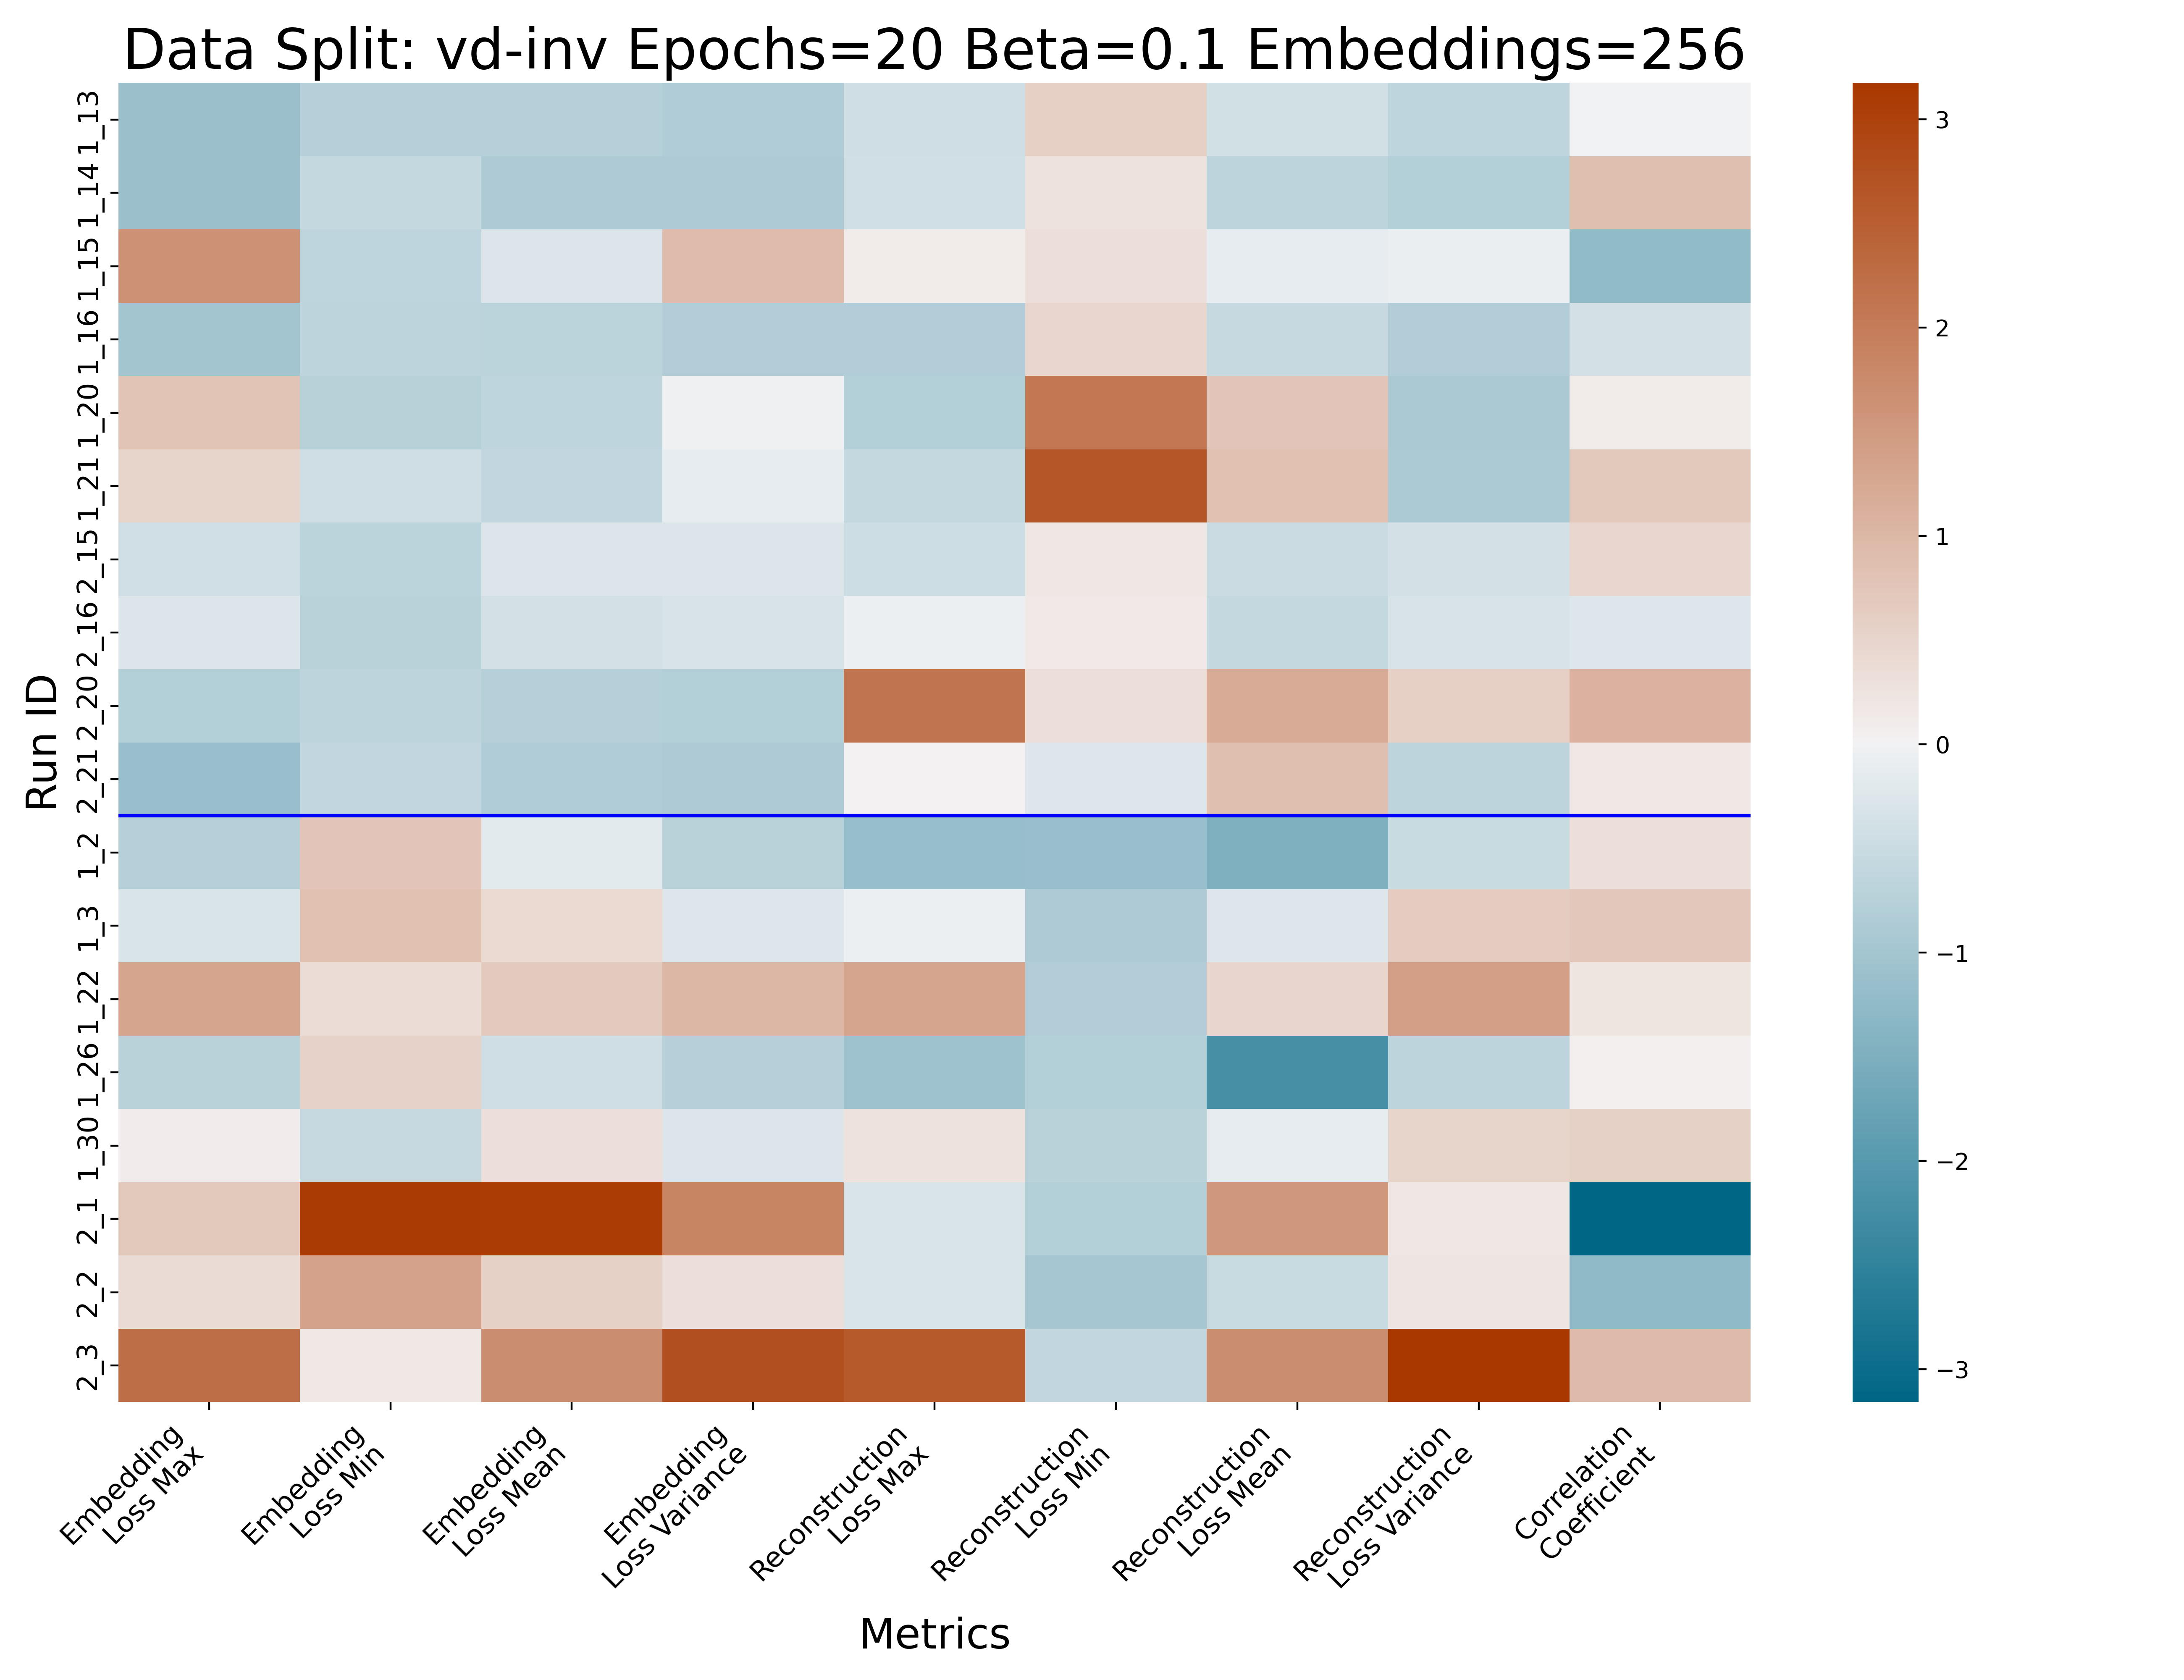 Data Split: vd-inv Epochs=20 Beta=0.1 Embeddings=256
Run ID
1_13
1_14
1_15
1_16
1_20
1_21
2_15
2_16
2_20
2_21
1_2
1_3
1_22
1_26
1_30
2_1
2_2
2_3
Embedding
Loss Max
Embedding
Loss Min
Embedding
Loss Mean
Embedding
Loss Variance
Reconstruction
Loss Max
Reconstruction
Loss Min
Reconstruction
Loss Mean
Reconstruction
Loss Variance
Correlation
Coefficient
Metrics
3
2
1
0
−1
−2
−3